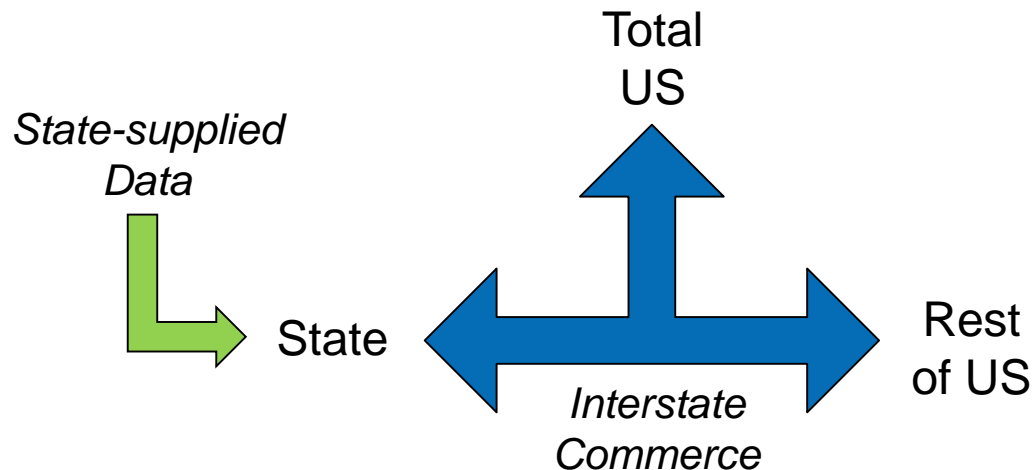 Total
US
State-supplied
Data
State
Rest
of US
Interstate
Commerce